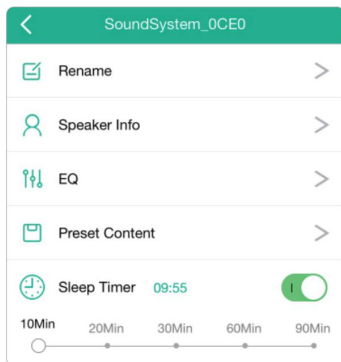 SoundSystem_0CE0
Rename
Speaker Info
EQ
Preset Content
Sleep Timer 09:55
10Min 20Min 30Min 60Min 90Min